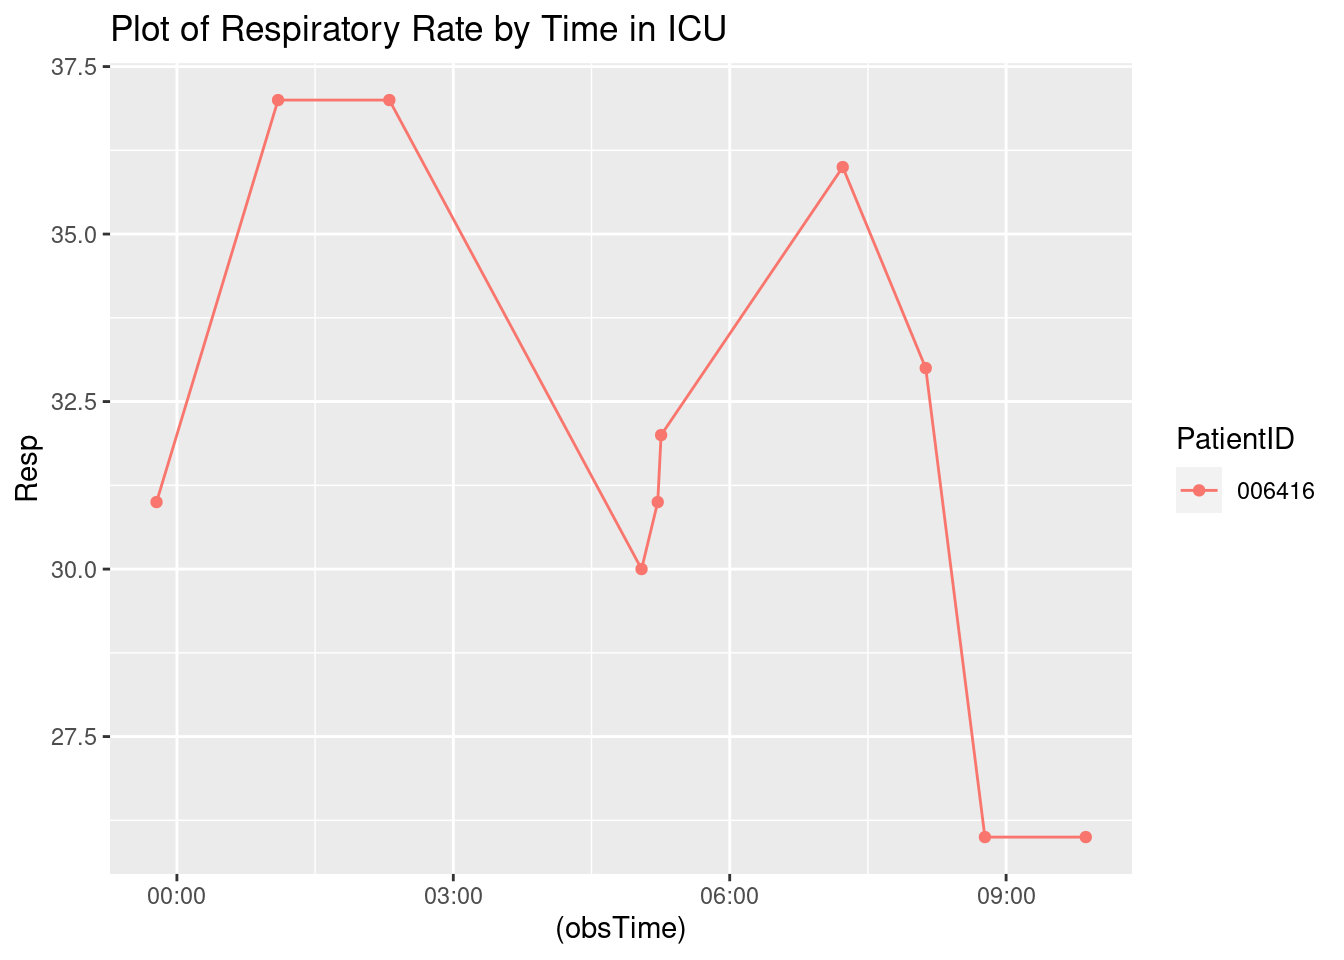 Plot of Respiratory Rate by Time in ICU
37.5
35.0
32.5
30.0
27.5
Resp
00:00 03:00 06:00 09:00
(obsTime)
PatientID
006416